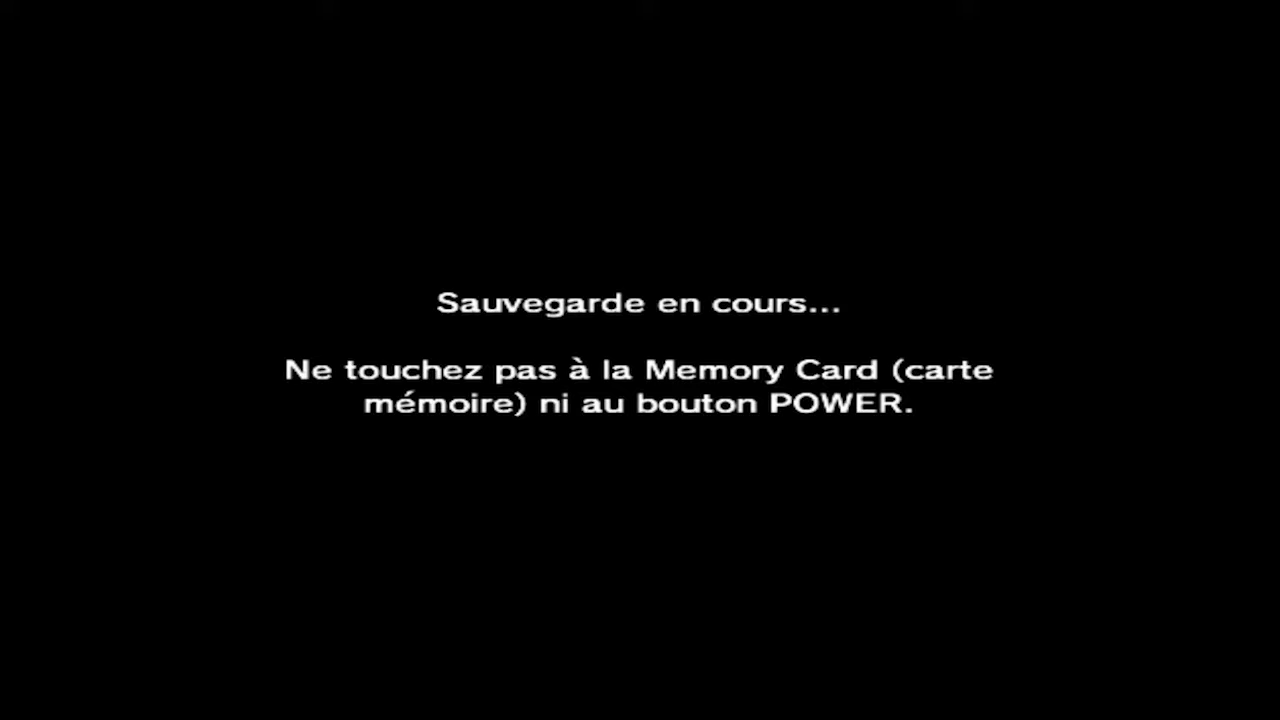 Sauvegarde en cours...
Ne touchez pas à la Memory Card (carte
mémoire) ni au bouton POWER.